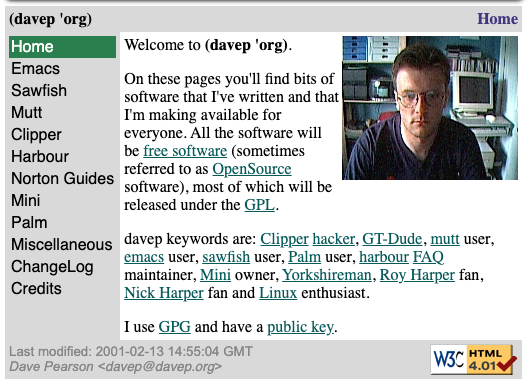 (davep 'org)
Home
Home
Emacs
Sawfish
Mutt
Clipper
Harbour
Norton Guides
Mini
Palm
Miscellaneous
ChangeLog
Credits
Welcome to (davep 'org).
On these pages you'll find bits of
software that I've written and that
I'm making available for
everyone. All the software will
be free software (sometimes
referred to as OpenSource
software), most of which will be
released under the GPL.
davep keywords are: Clipper hacker, GT-Dude, mutt user,
emacs user, sawfish user, Palm user, harbour FAQ
maintainer, Mini owner, Yorkshireman, Roy Harper fan,
Nick Harper fan and Linux enthusiast.
I use GPG and have a public key.
Last modified: 2001-02-13 14:55:04 GMT
Dave Pearson <davep@davep.org>
W3C HTML
4.01